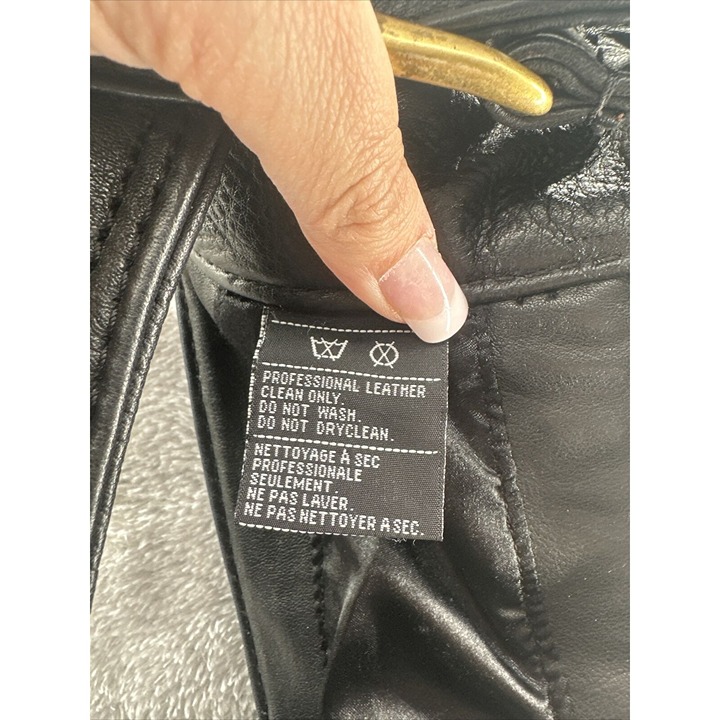 PROFESSIONAL LEATHER
CLEAN ONLY.
DO NOT WASH.
DO NOT DRYCLEAN.
NETTOYAGE À SEC
PROFESSIONALE
SEULEMENT
NE PAS LAVER.
NE PAS NETTOYER A SEC.